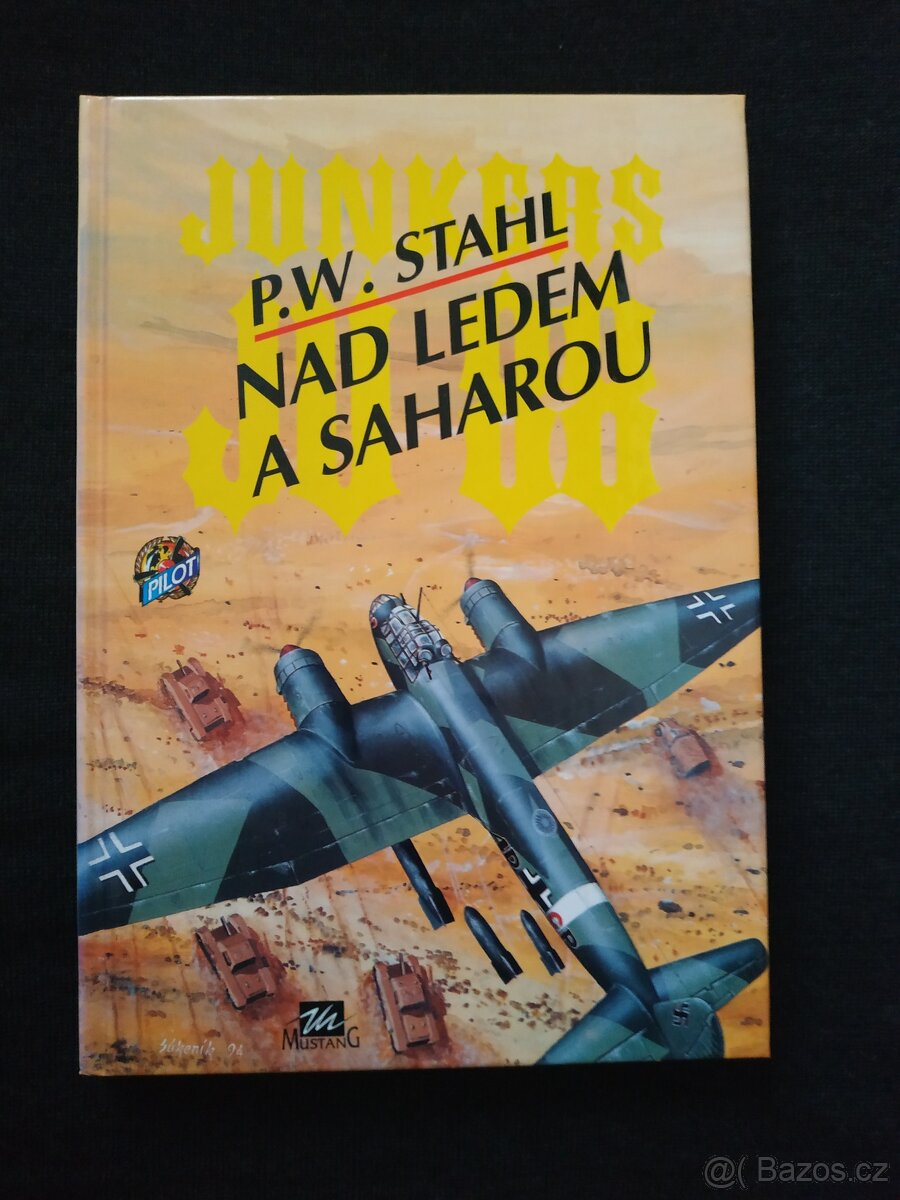 JUNKERS
P.W. STAHL
NAD LEDEM
A SAHAROU
JU 88
PILOT
MUSTANG
@( Bazos.cz